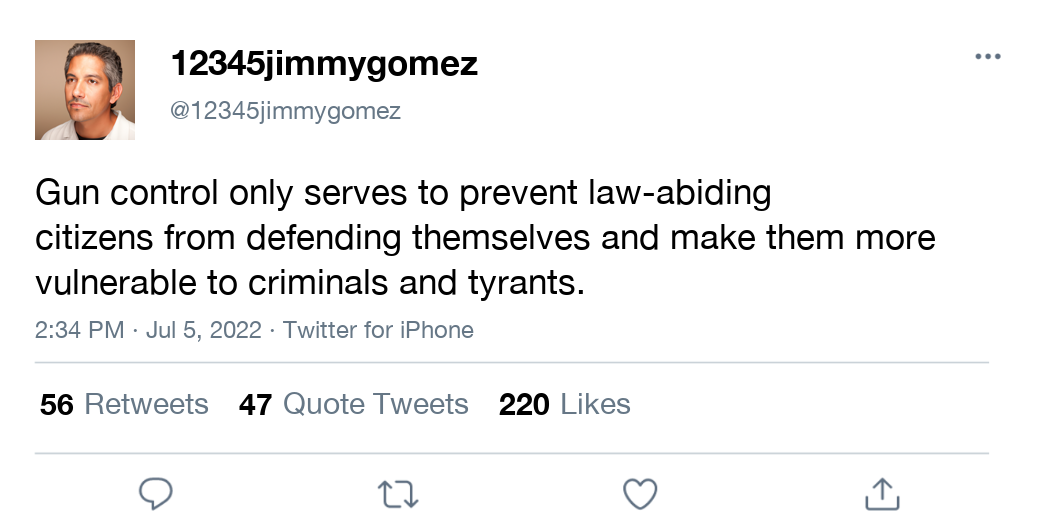 12345jimmygomez
@12345jimmygomez
Gun control only serves to prevent law-abiding
citizens from defending themselves and make them more
vulnerable to criminals and tyrants.
2:34 PM · Jul 5, 2022 · Twitter for iPhone
56 Retweets 47 Quote Tweets 220 Likes